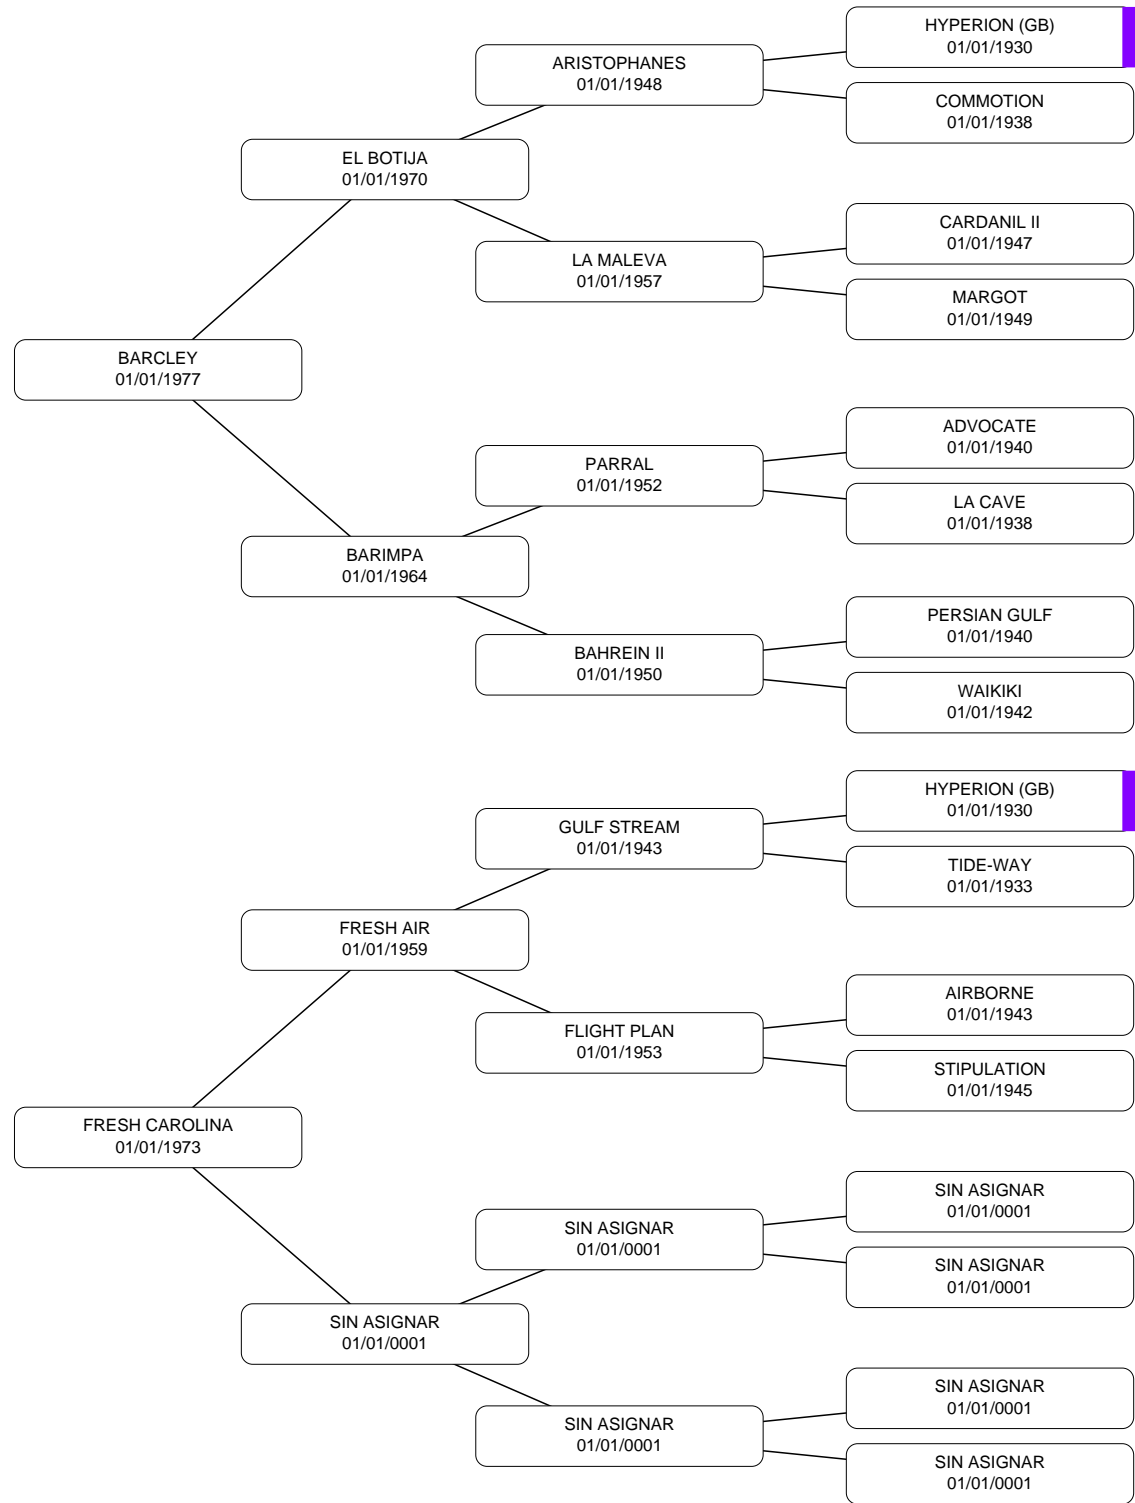 HYPERION (GB)
01/01/1930
ARISTOPHANES
01/01/1948
COMMOTION
01/01/1938
EL BOTIJA
01/01/1970
CARDANIL II
01/01/1947
LA MALEVA
01/01/1957
MARGOT
01/01/1949
BARCLEY
01/01/1977
ADVOCATE
01/01/1940
PARRAL
01/01/1952
LA CAVE
01/01/1938
BARIMPA
01/01/1964
PERSIAN GULF
01/01/1940
BAHREIN II
01/01/1950
WAIKIKI
01/01/1942
HYPERION (GB)
01/01/1930
GULF STREAM
01/01/1943
TIDE-WAY
01/01/1933
FRESH AIR
01/01/1959
AIRBORNE
01/01/1943
FLIGHT PLAN
01/01/1953
STIPULATION
01/01/1945
FRESH CAROLINA
01/01/1973
SIN ASIGNAR
01/01/0001
SIN ASIGNAR
01/01/0001
SIN ASIGNAR
01/01/0001
SIN ASIGNAR
01/01/0001
SIN ASIGNAR
01/01/0001
SIN ASIGNAR
01/01/0001
SIN ASIGNAR
01/01/0001